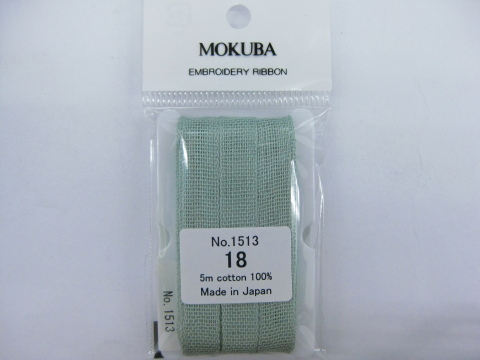 MOKUBA
EMBROIDERY RIBBON
No.1513
18
5m cotton 100%
Made in Japan
No. 1513